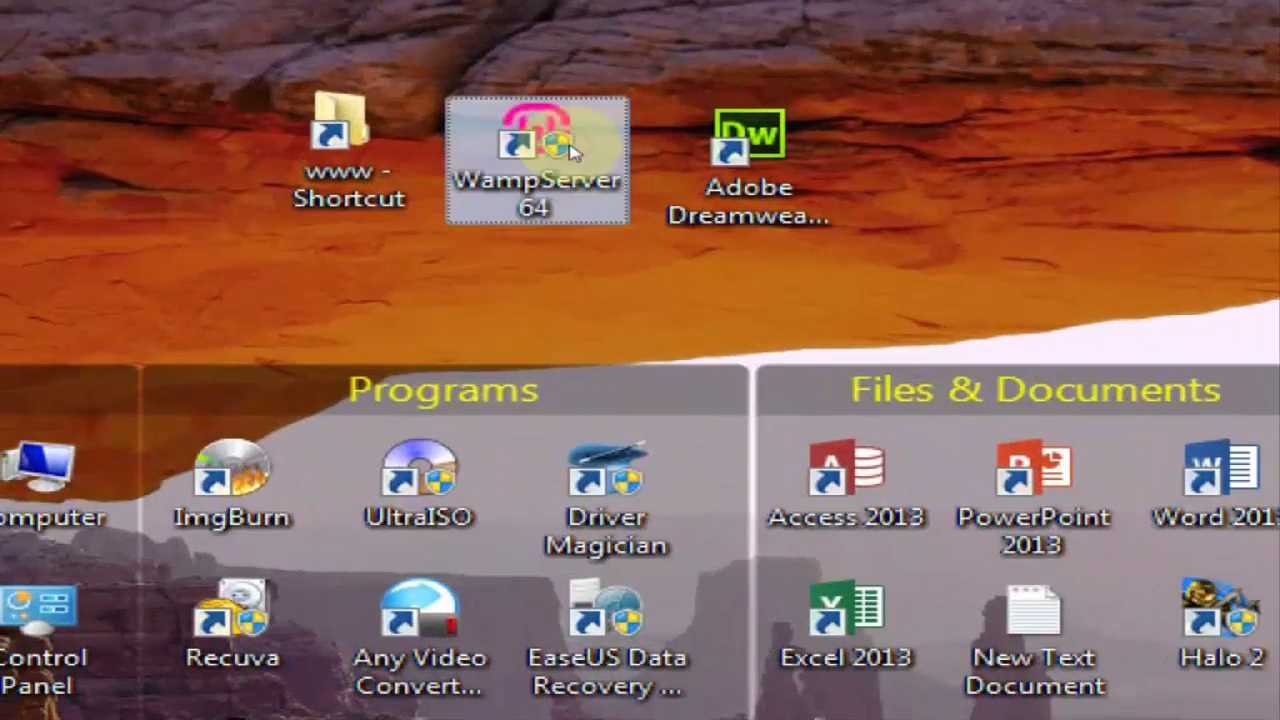 www -
Shortcut
WampServer
64
Dw
Adobe
Dreamwea...
Programs
Files & Documents
omputer
ImgBurn
UltraISO
Driver
Magician
Access 2013
PowerPoint
2013
Word 201
Control
Panel
Recuva
Any Video
Convert...
EaseUS Data
Recovery ...
Excel 2013
New Text
Document
Halo 2